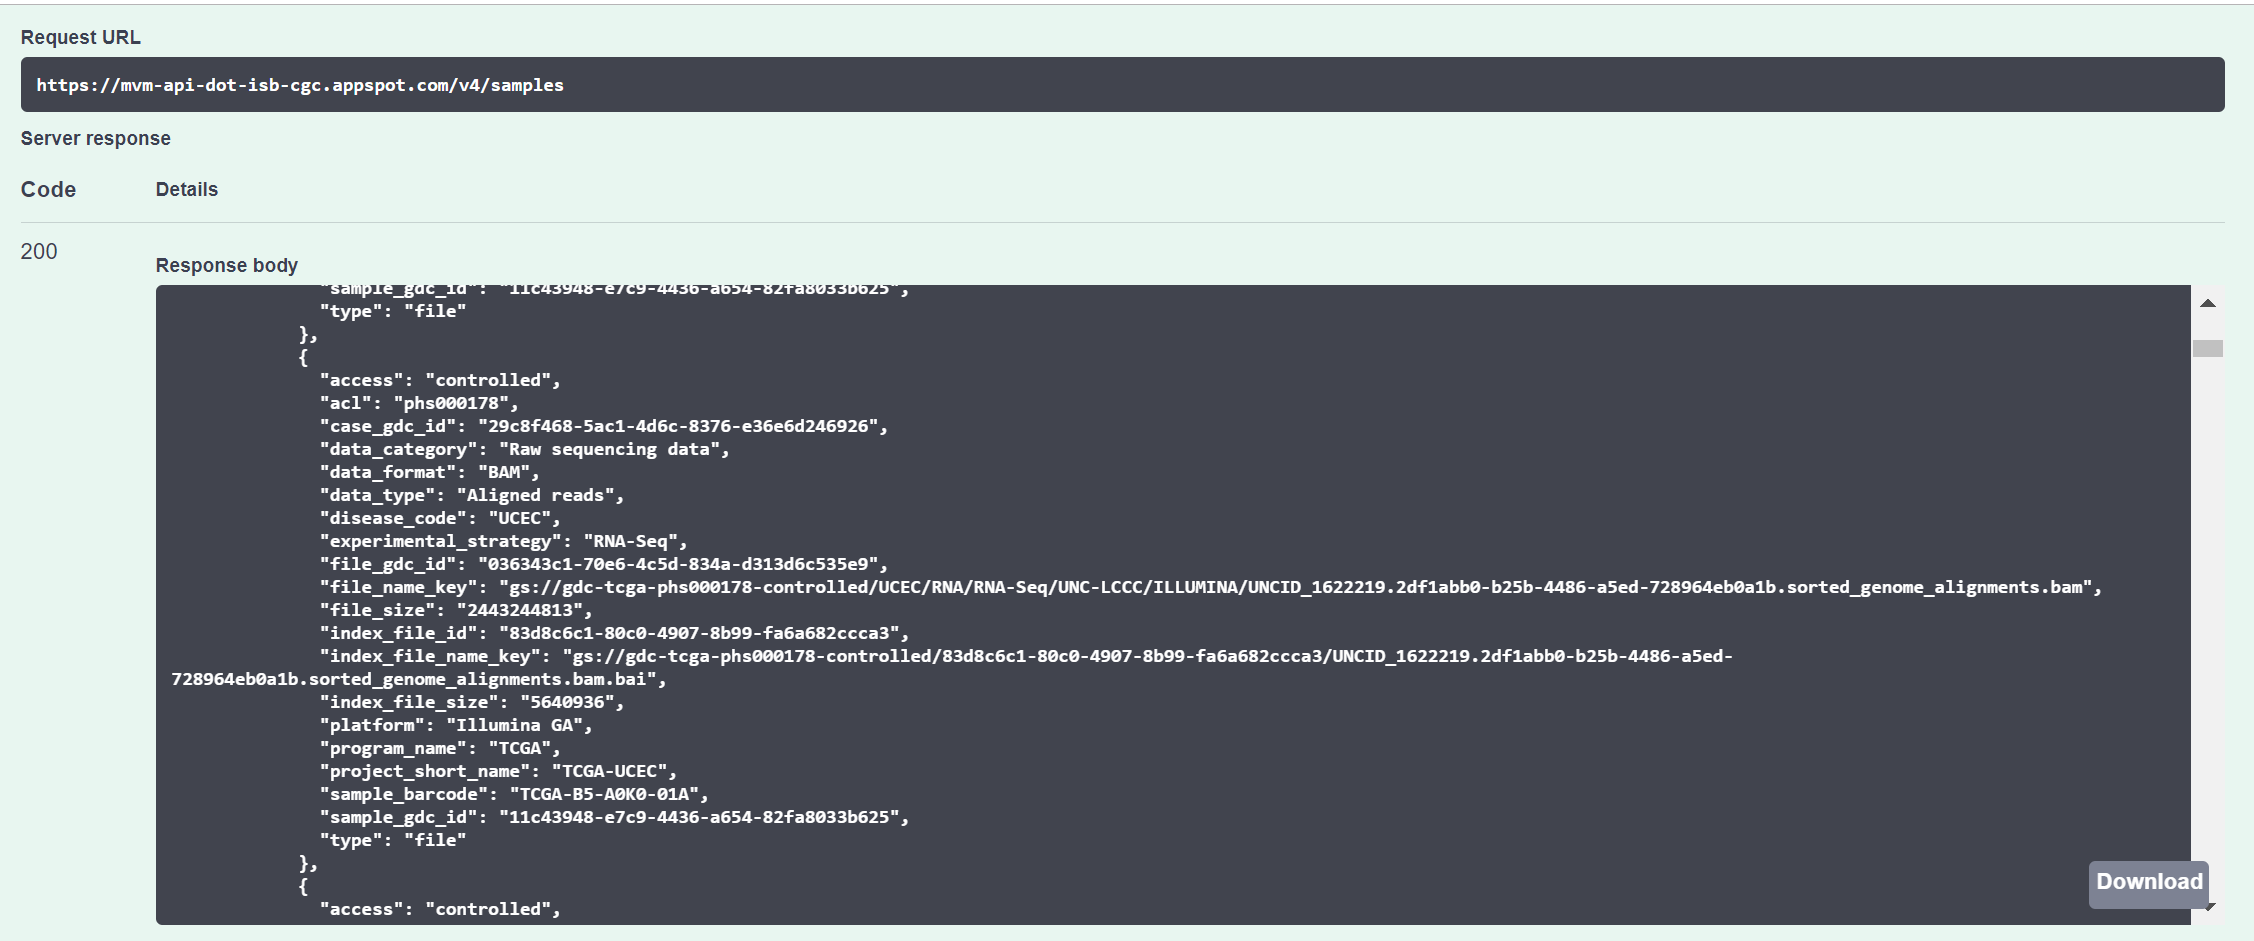 Request URL
https://mvm-api-dot-isb-cgc.appspot.com/v4/samples
Server response
Code Details
200
Response body
"sample_gdc_id": "11c43948-e7c9-4436-a654-82fa8033b625",
"type": "file"
},
{
"access": "controlled",
"acl": "phs000178",
"case_gdc_id": "29c8f468-5ac1-4d6c-8376-e36e6d246926",
"data_category": "Raw sequencing data",
"data_format": "BAM",
"data_type": "Aligned reads",
"disease_code": "UCEC",
"experimental_strategy": "RNA-Seq",
"file_gdc_id": "036343c1-70e6-4c5d-834a-d313d6c535e9",
"file_name_key": "gs://gdc-tcga-phs000178-controlled/UCEC/RNA/RNA-Seq/UNC-LCCC/ILLUMINA/UNCID_1622219.2df1abb0-b25b-4486-a5ed-728964eb0a1b.sorted_genome_alignments.bam",
"file_size": "2443244813",
"index_file_id": "83d8c6c1-80c0-4907-8b99-fa6a682ccca3",
"index_file_name_key": "gs://gdc-tcga-phs000178-controlled/83d8c6c1-80c0-4907-8b99-fa6a682ccca3/UNCID_1622219.2df1abb0-b25b-4486-a5ed-
728964eb0a1b.sorted_genome_alignments.bam.bai",
"index_file_size": "5640936",
"platform": "Illumina GA",
"program_name": "TCGA",
"project_short_name": "TCGA-UCEC",
"sample_barcode": "TCGA-B5-A0K0-01A",
"sample_gdc_id": "11c43948-e7c9-4436-a654-82fa8033b625",
"type": "file"
},
{
"access": "controlled",
Download